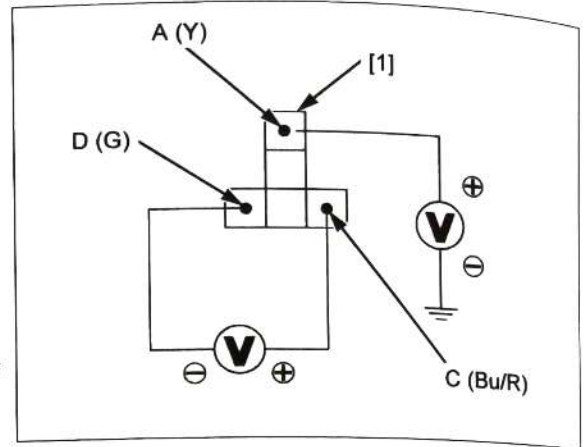 A (Y)
[1]
D (G)
⊕
V
⊖
V
⊖ ⊕
C (Bu/R)